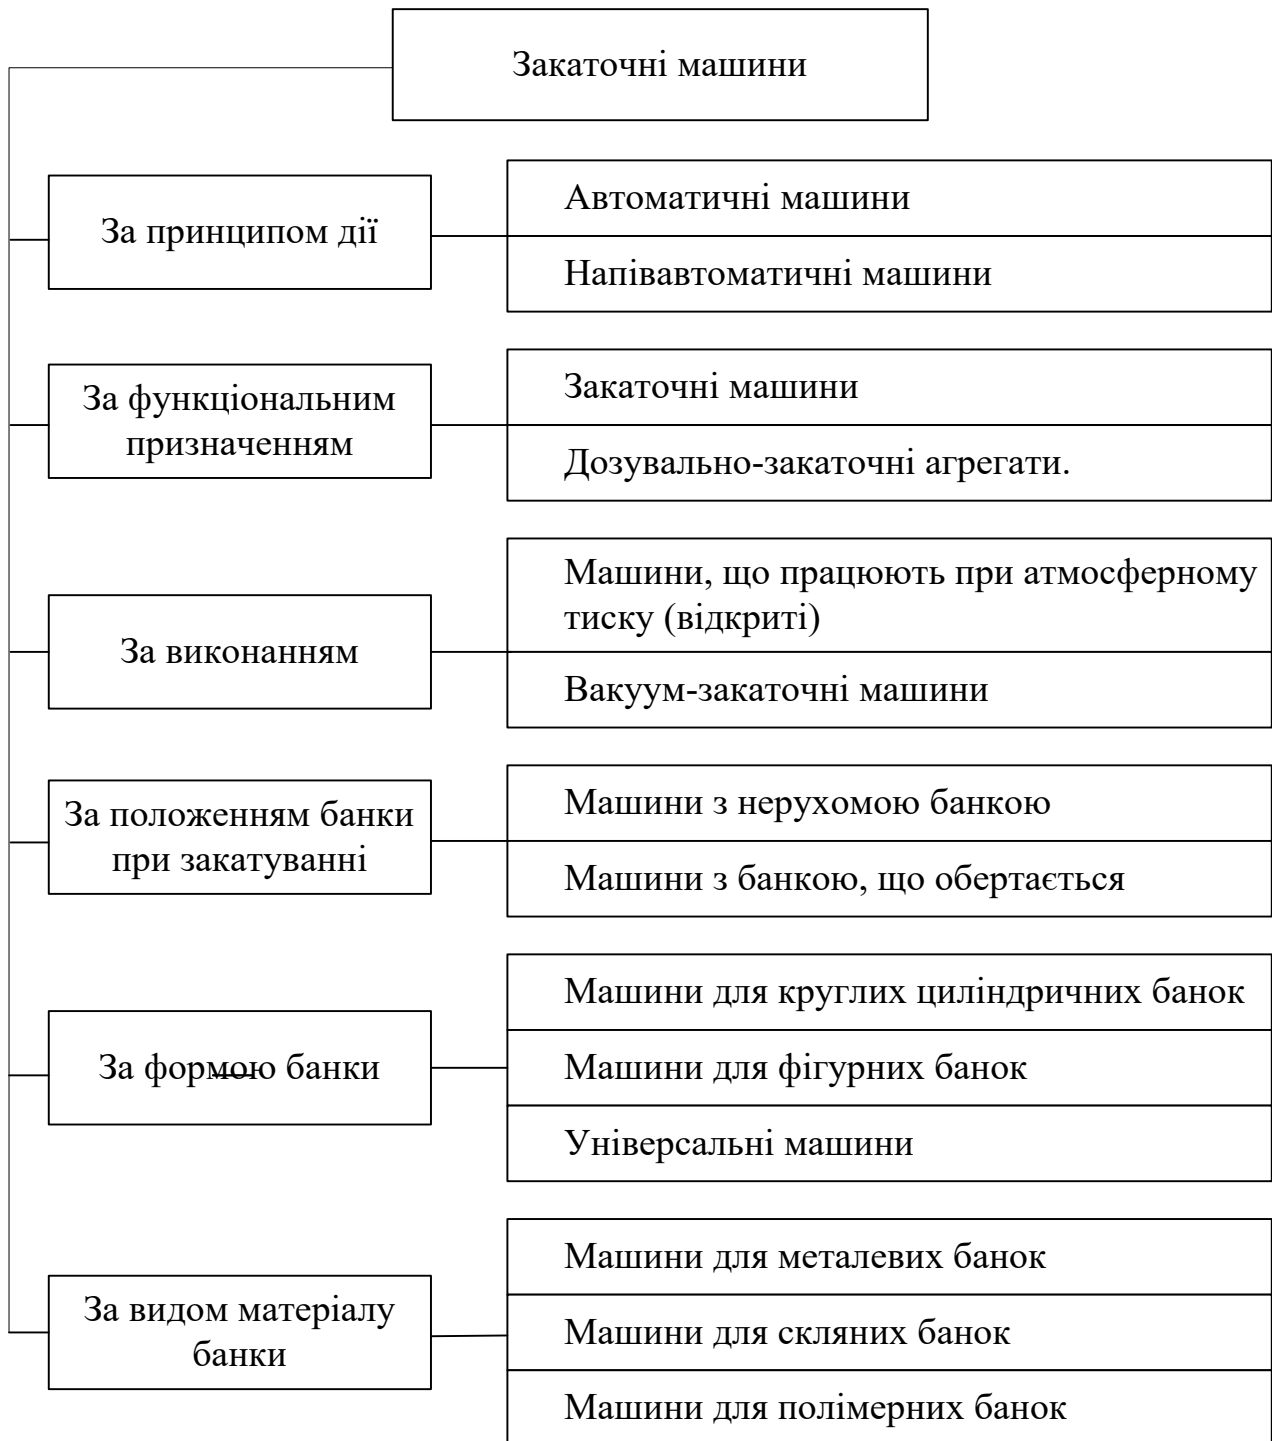 Закаточні машини
За принципом дії
Автоматичні машини
Напівавтоматичні машини
За функціональним
призначенням
Закаточні машини
Дозувально-закаточні агрегати.
За виконанням
Машини, що працюють при атмосферному
тиску (відкриті)
Вакуум-закаточні машини
За положенням банки
при закатуванні
Машини з нерухомою банкою
Машини з банкою, що обертається
За формою банки
Машини для круглих циліндричних банок
Машини для фігурних банок
Універсальні машини
За видом матеріалу
банки
Машини для металевих банок
Машини для скляних банок
Машини для полімерних банок